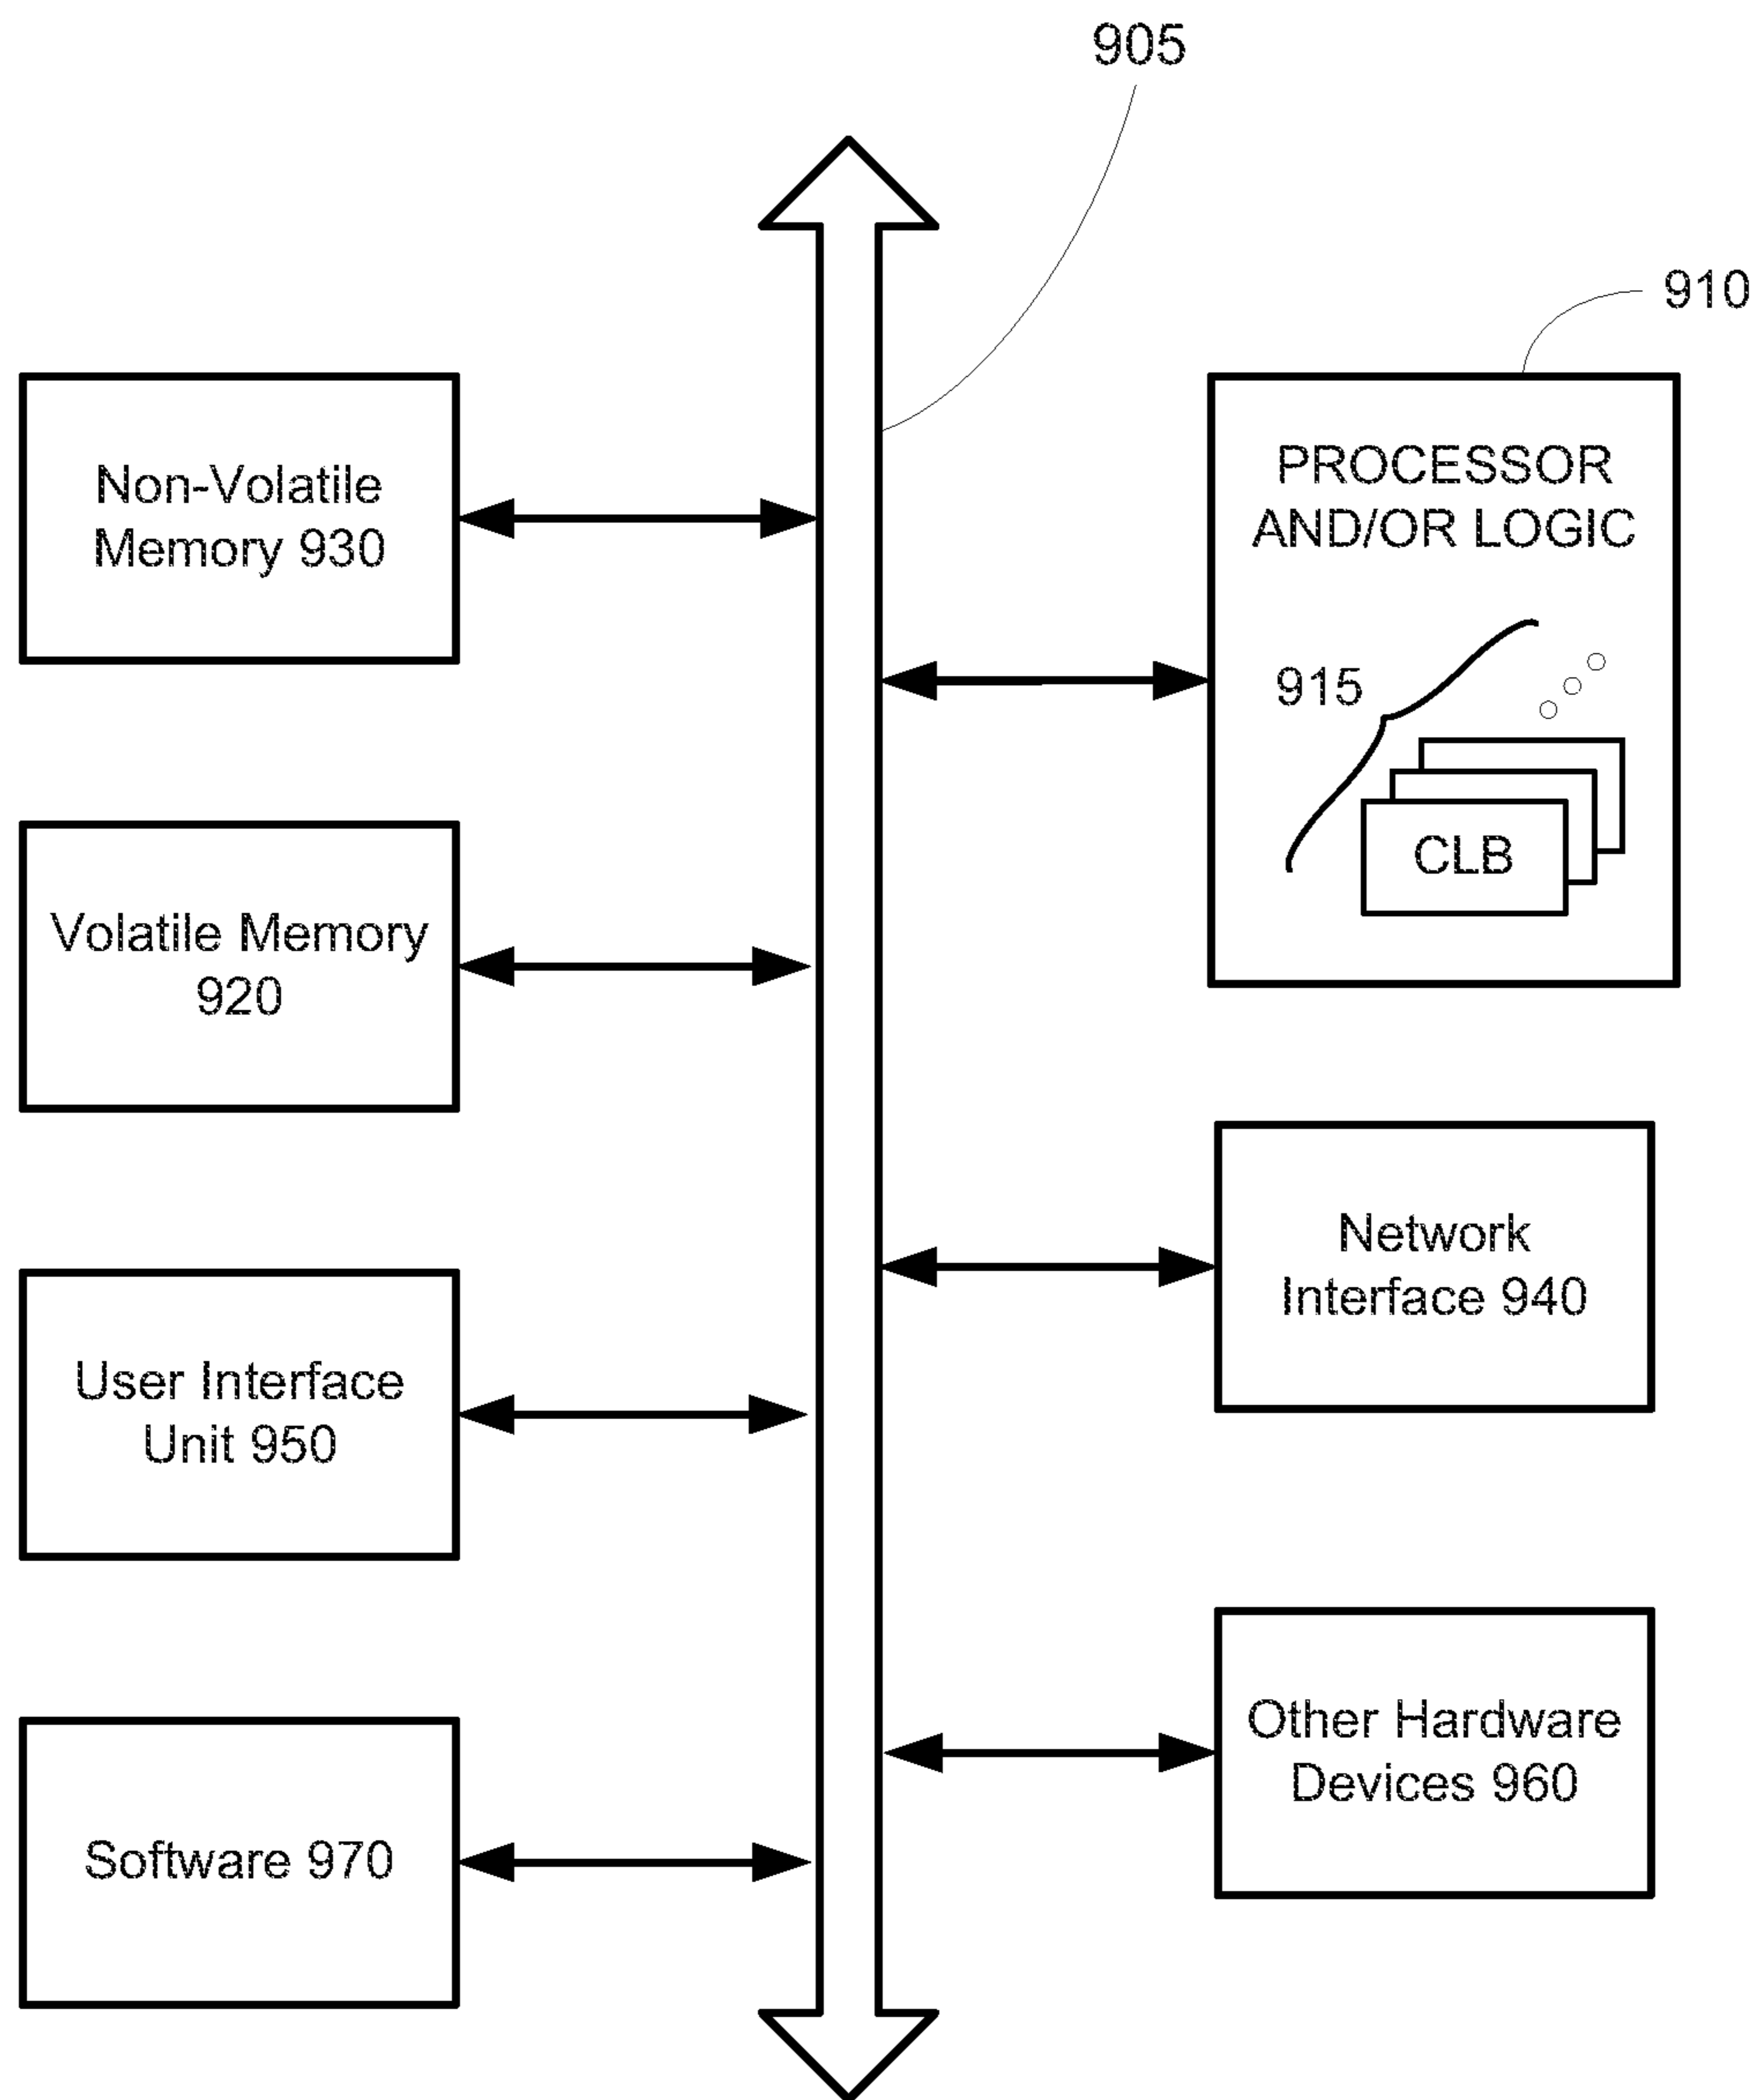 905
910
Non-Volatile
Memory 930
PROCESSOR
AND/OR LOGIC
915
CLB
Volatile Memory
920
Network
Interface 940
User Interface
Unit 950
Other Hardware
Devices 960
Software 970